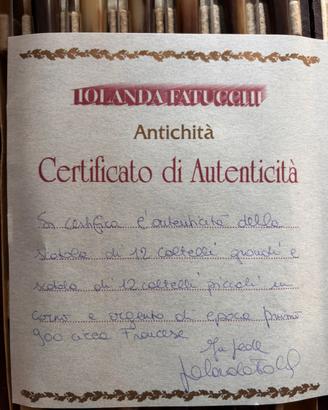 IOLANDA FATUCCHI
Antichità
Certificato di Autenticità
Si certifica l'autenticità della
scatola di 12 coltelli grandi e
scatola di 12 coltelli piccoli in
corno e argento di epoca primo
900 circa Francese
In fede